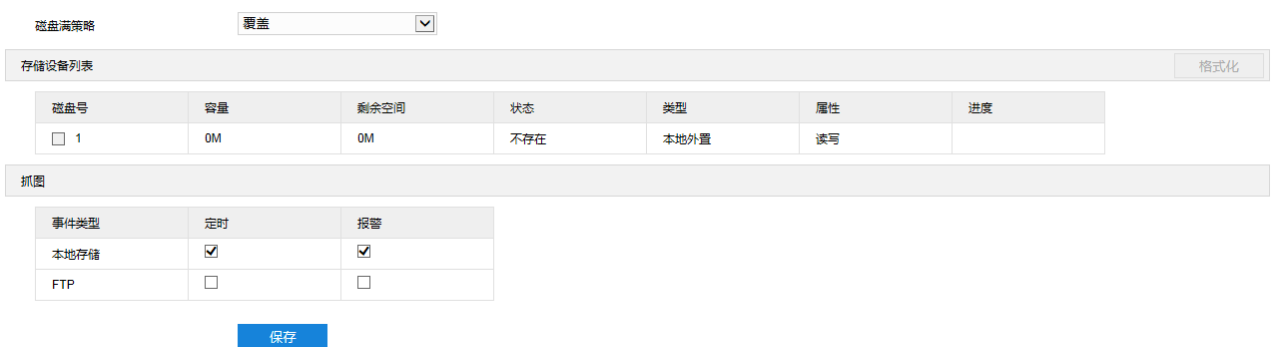 磁盘满策略 覆盖
存储设备列表 格式化
磁盘号 容量 剩余空间 状态 类型 属性 进度
1 0M 0M 不存在 本地外置 读写
抓图
事件类型 定时 报警
本地存储
FTP
保存